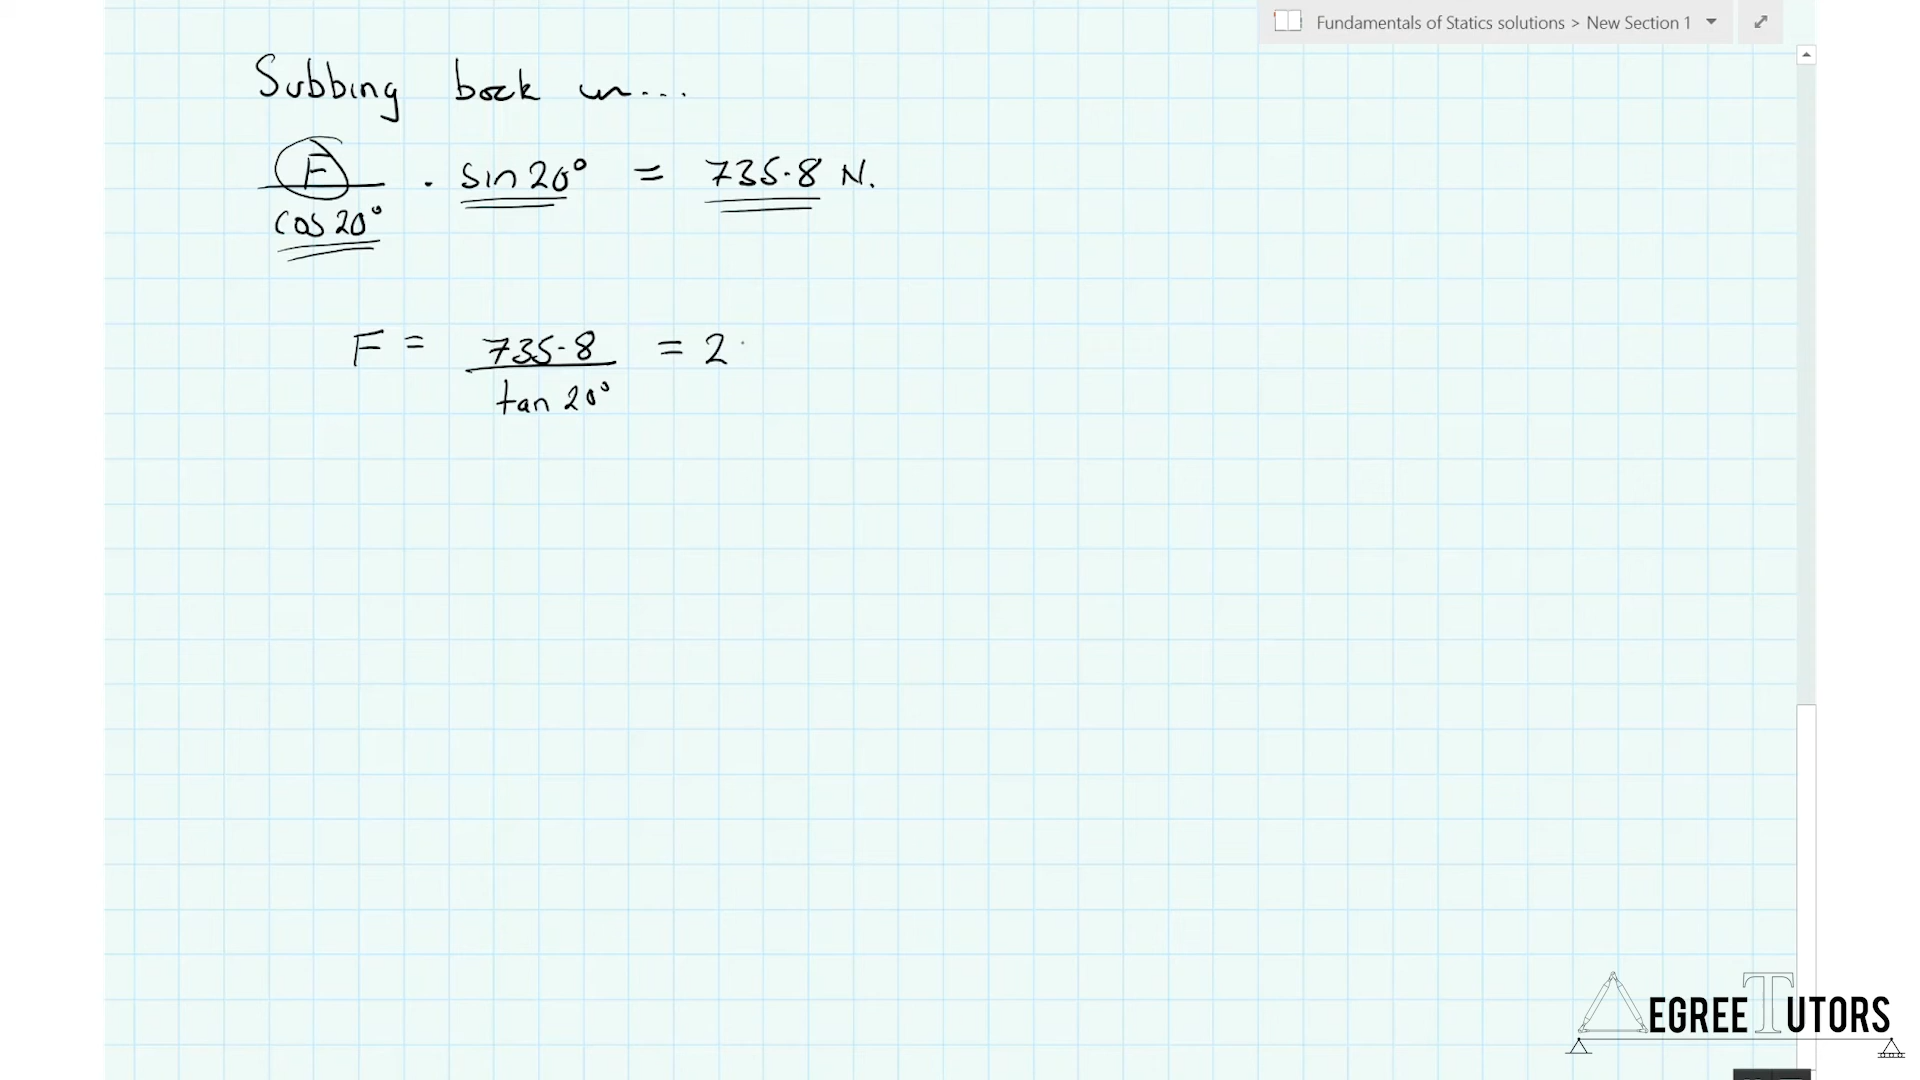 Fundamentals of Statics solutions > New Section 1
Subbing back in...
F / cos 20° · sin 20° = 735.8 N.
F = 735.8 / tan 20° = 2.
DEGREE TUTORS